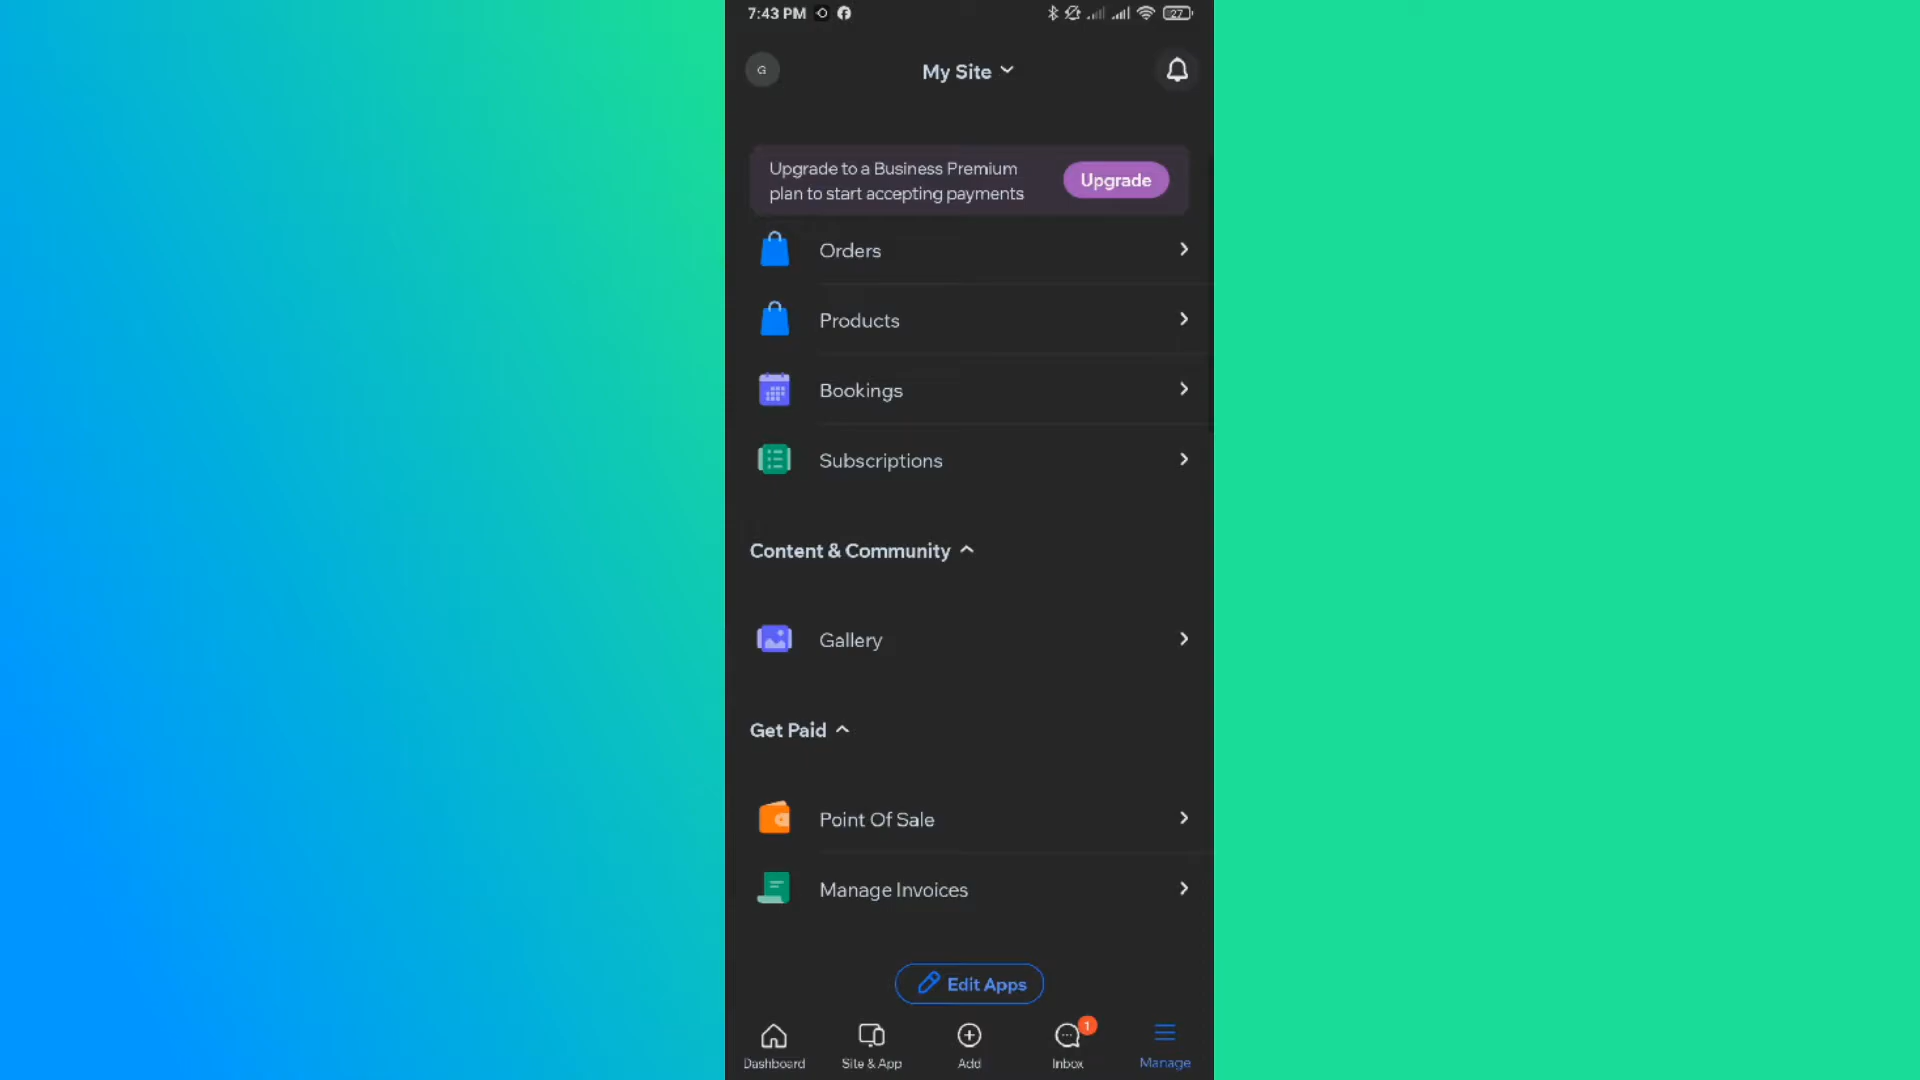 7:43 PM
27
G
My Site
Upgrade to a Business Premium
plan to start accepting payments
Upgrade
Orders
Products
Bookings
Subscriptions
Content & Community
Gallery
Get Paid
Point Of Sale
Manage Invoices
Edit Apps
1
Dashboard
Site & App
Add
Inbox
Manage